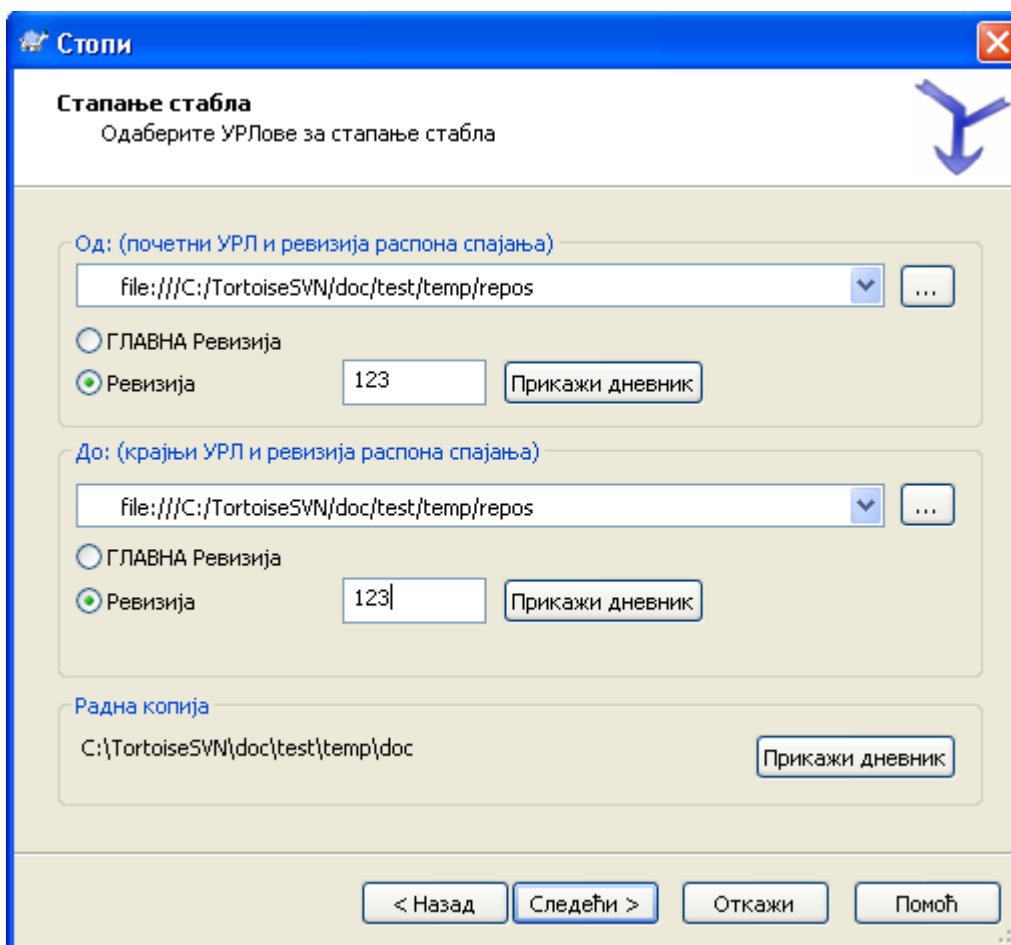 Стопи
Стапање стабла
Одаберите УРЛове за стапање стабла
Од: (почетни УРЛ и ревизија распона спајања)
file:///C:/TortoiseSVN/doc/test/temp/repos
...
ГЛАВНА Ревизија
Ревизија 123 Прикажи дневник
До: (крајњи УРЛ и ревизија распона спајања)
file:///C:/TortoiseSVN/doc/test/temp/repos
...
ГЛАВНА Ревизија
Ревизија 123 Прикажи дневник
Радна копија
C:\TortoiseSVN\doc\test\temp\doc
Прикажи дневник
< Назад Следећи > Откажи Помоћ